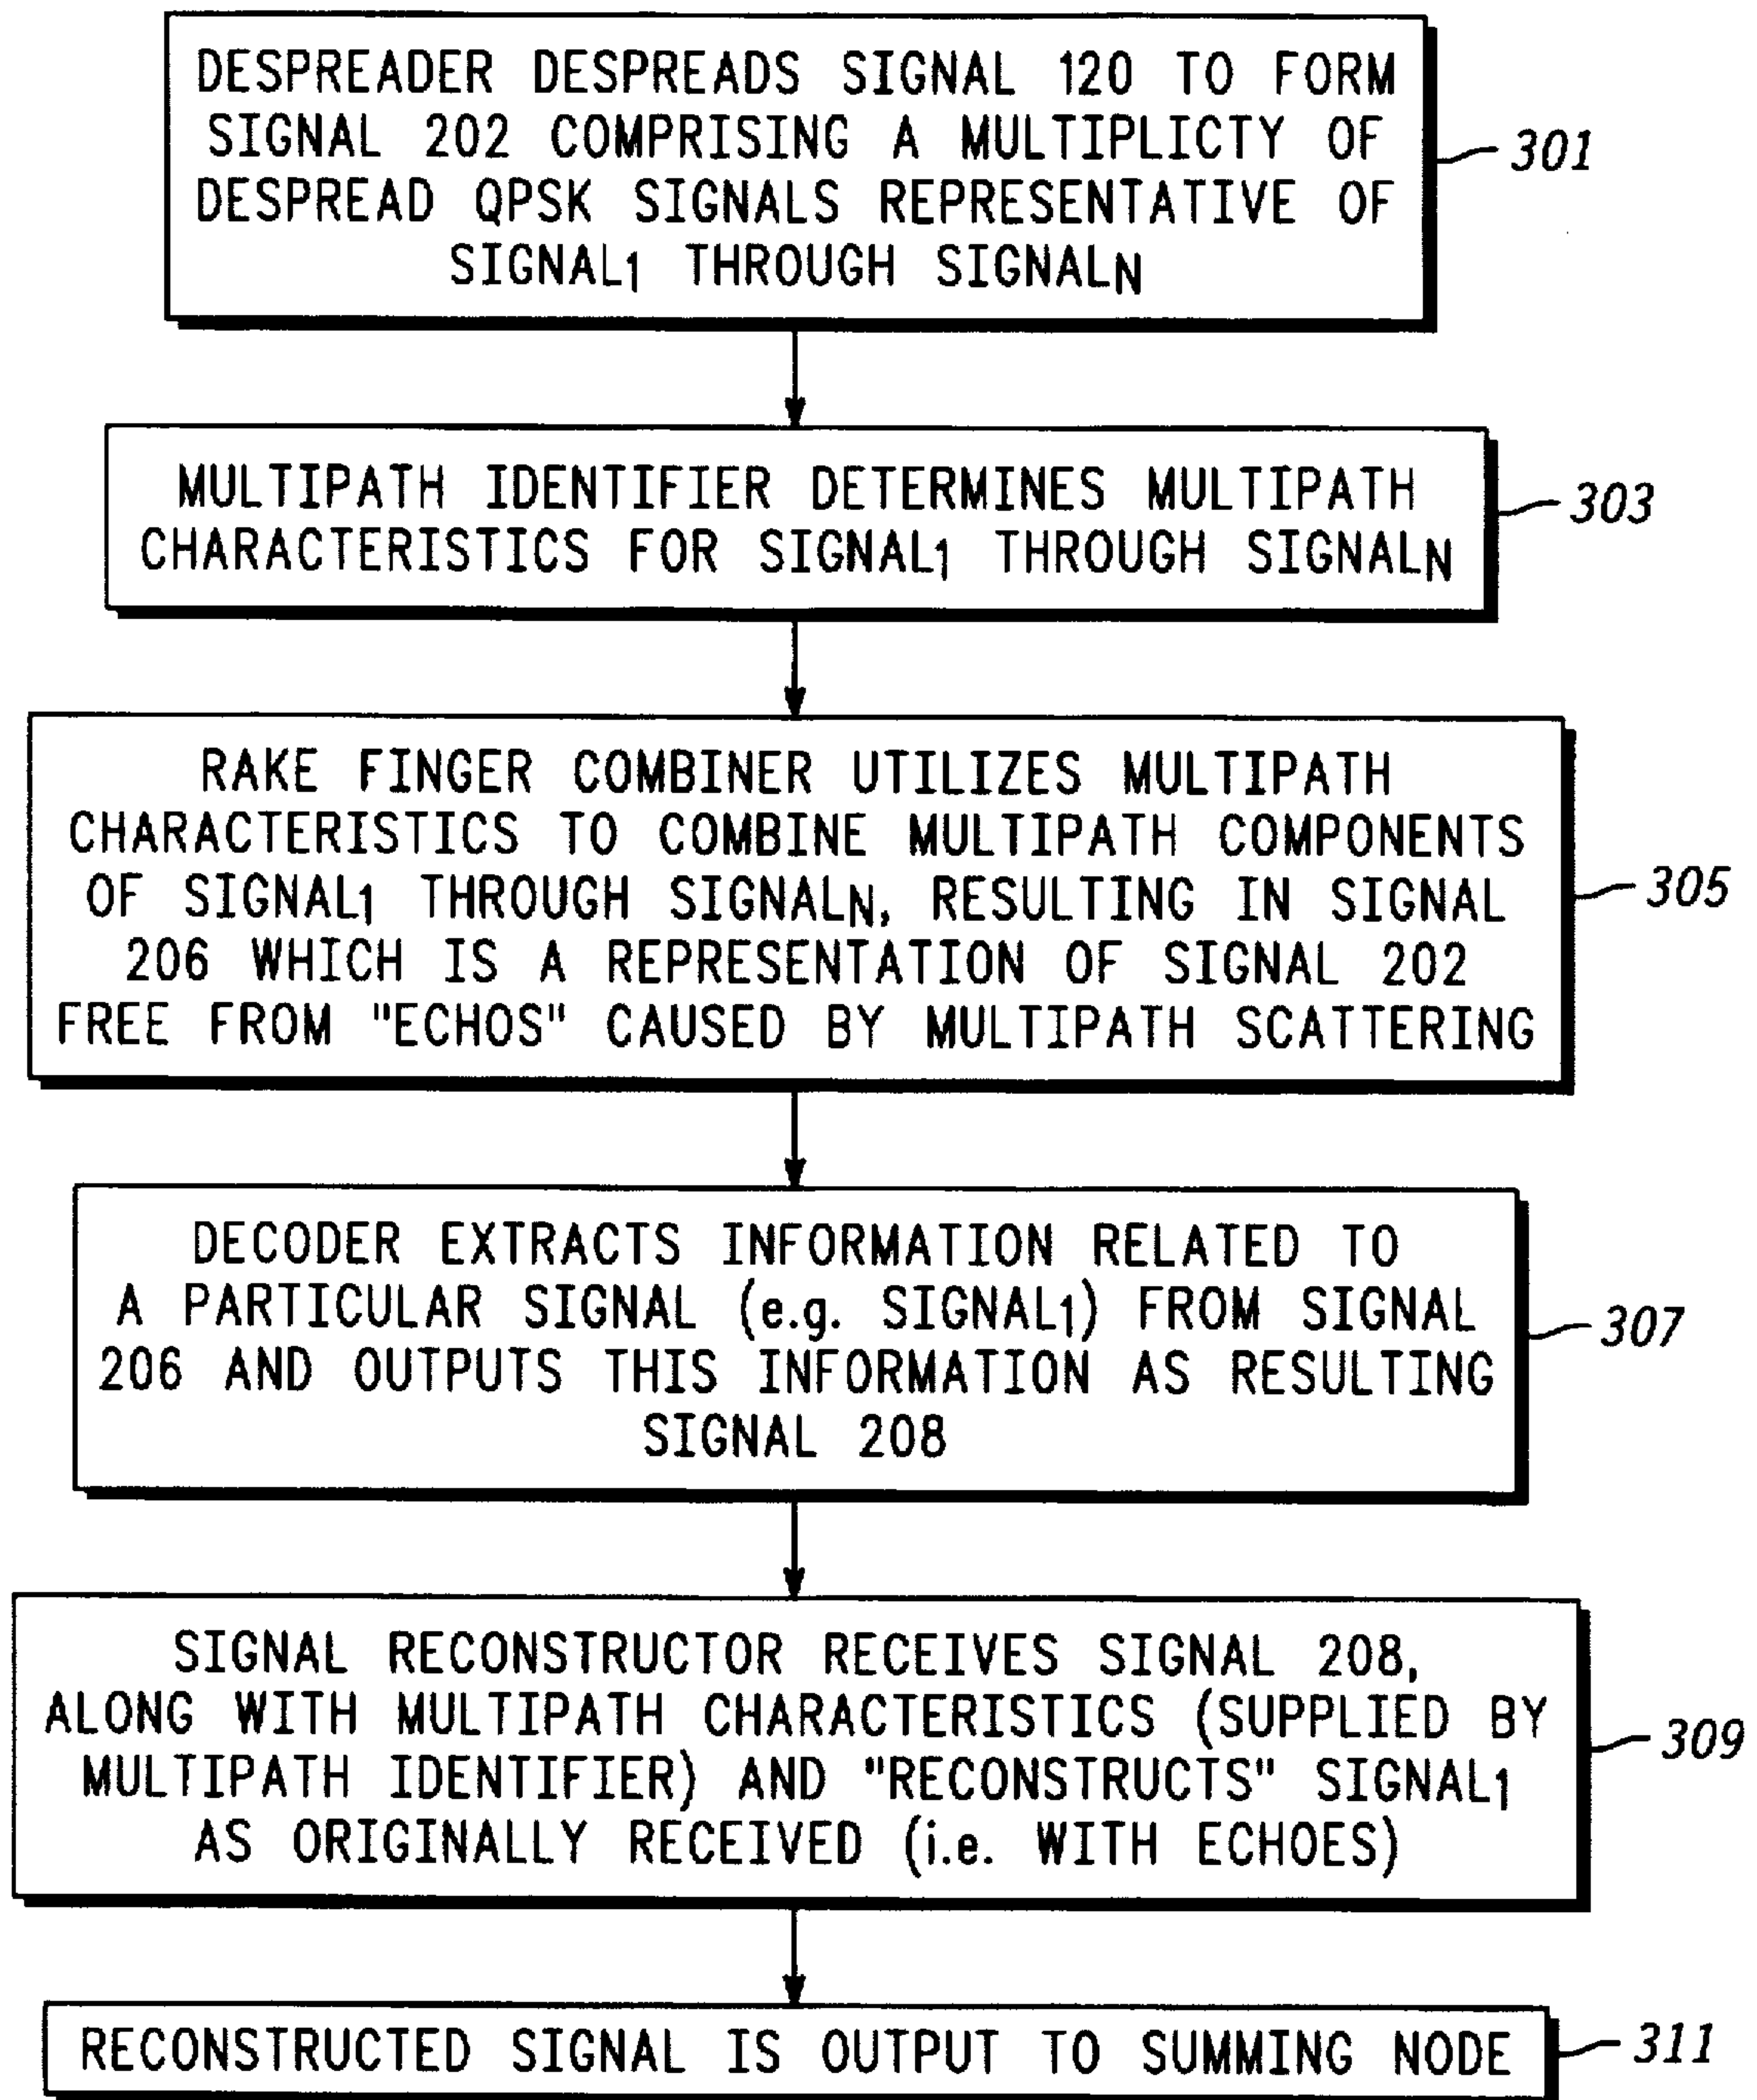 DESPREADER DESPREADS SIGNAL 120 TO FORM
SIGNAL 202 COMPRISING A MULTIPLICTY OF
DESPREAD QPSK SIGNALS REPRESENTATIVE OF
SIGNAL1 THROUGH SIGNALN
301
MULTIPATH IDENTIFIER DETERMINES MULTIPATH
CHARACTERISTICS FOR SIGNAL1 THROUGH SIGNALN
303
RAKE FINGER COMBINER UTILIZES MULTIPATH
CHARACTERISTICS TO COMBINE MULTIPATH COMPONENTS
OF SIGNAL1 THROUGH SIGNALN, RESULTING IN SIGNAL
206 WHICH IS A REPRESENTATION OF SIGNAL 202
FREE FROM "ECHOS" CAUSED BY MULTIPATH SCATTERING
305
DECODER EXTRACTS INFORMATION RELATED TO
A PARTICULAR SIGNAL (e.g. SIGNAL1) FROM SIGNAL
206 AND OUTPUTS THIS INFORMATION AS RESULTING
SIGNAL 208
307
SIGNAL RECONSTRUCTOR RECEIVES SIGNAL 208,
ALONG WITH MULTIPATH CHARACTERISTICS (SUPPLIED BY
MULTIPATH IDENTIFIER) AND "RECONSTRUCTS" SIGNAL1
AS ORIGINALLY RECEIVED (i.e. WITH ECHOES)
309
RECONSTRUCTED SIGNAL IS OUTPUT TO SUMMING NODE
311